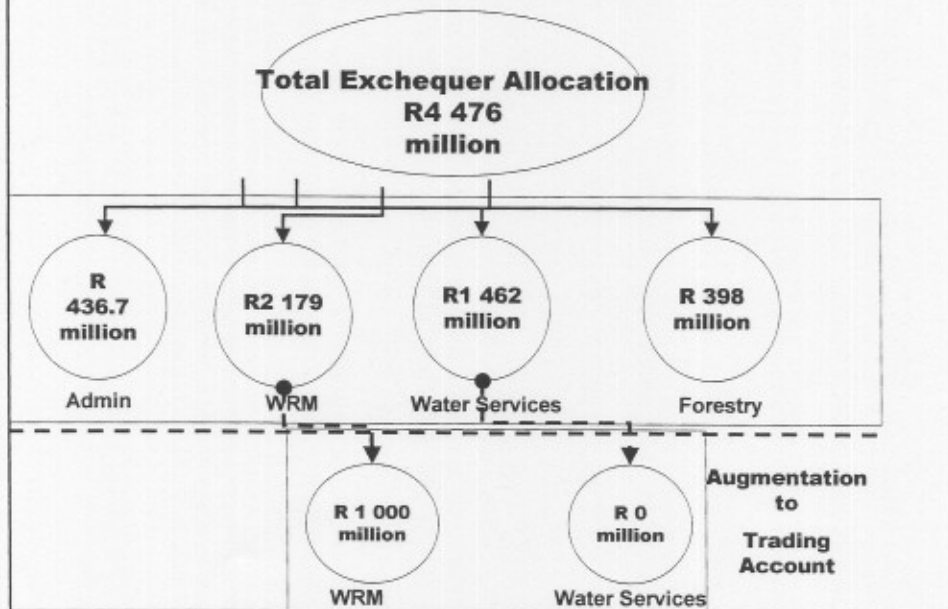 Total Exchequer Allocation
R4 476
million
R
436.7
million
Admin
R2 179
million
WRM
R1 462
million
Water Services
R 398
million
Forestry
R 1 000
million
WRM
R 0
million
Water Services
Augmentation
to
Trading
Account